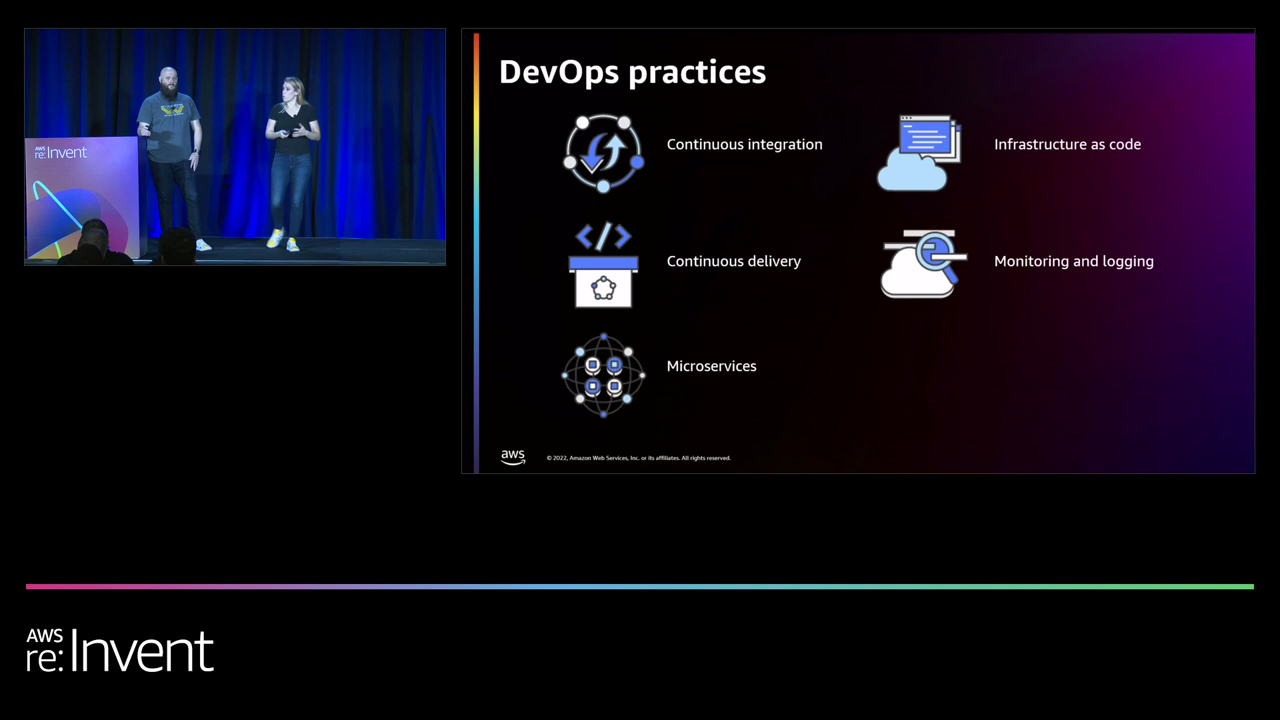 AWS
re:Invent
DevOps practices
Continuous integration
Infrastructure as code
Continuous delivery
Monitoring and logging
Microservices
aws
© 2022, Amazon Web Services, Inc. or its affiliates. All rights reserved.
AWS
re:Invent